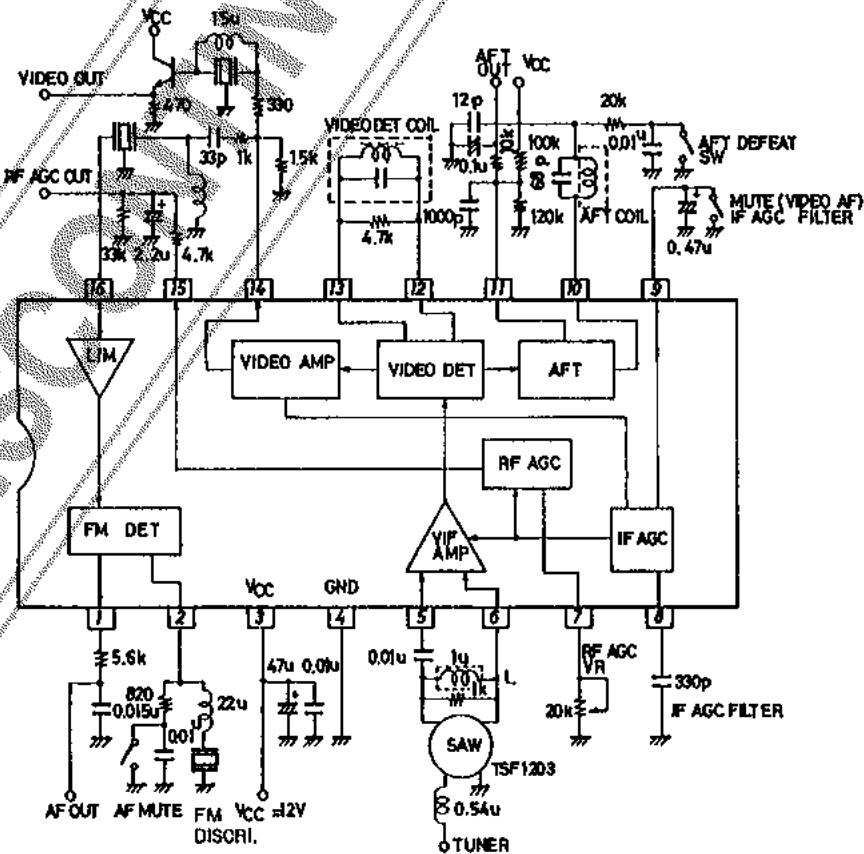 VCC
15u
VIDEO OUT
470
330
33p
1k
1.5k
RF AGC OUT
33k
2.2u
4.7k
VIDEO DET COIL
4.7k
AFT OUT
VCC
12p
0.1u
10k
100k
1000p
120k
68p
AFT COIL
20k
0.01u
AFT DEFEAT SW
MUTE (VIDEO AF)
IF AGC FILTER
0.47u
16
15
14
13
12
11
10
9
LIM
VIDEO AMP
VIDEO DET
AFT
RF AGC
FM DET
VIF AMP
IF AGC
VCC
GND
1
2
3
4
5
6
7
8
5.6k
0.015u
820
0.01u
22u
47u
0.01u
0.01u
1u
1k
L
SAW
TSF1203
0.54u
TUNER
RF AGC VR
20k
330p
IF AGC FILTER
AF OUT
AF MUTE
FM DISCRI.
VCC=12V